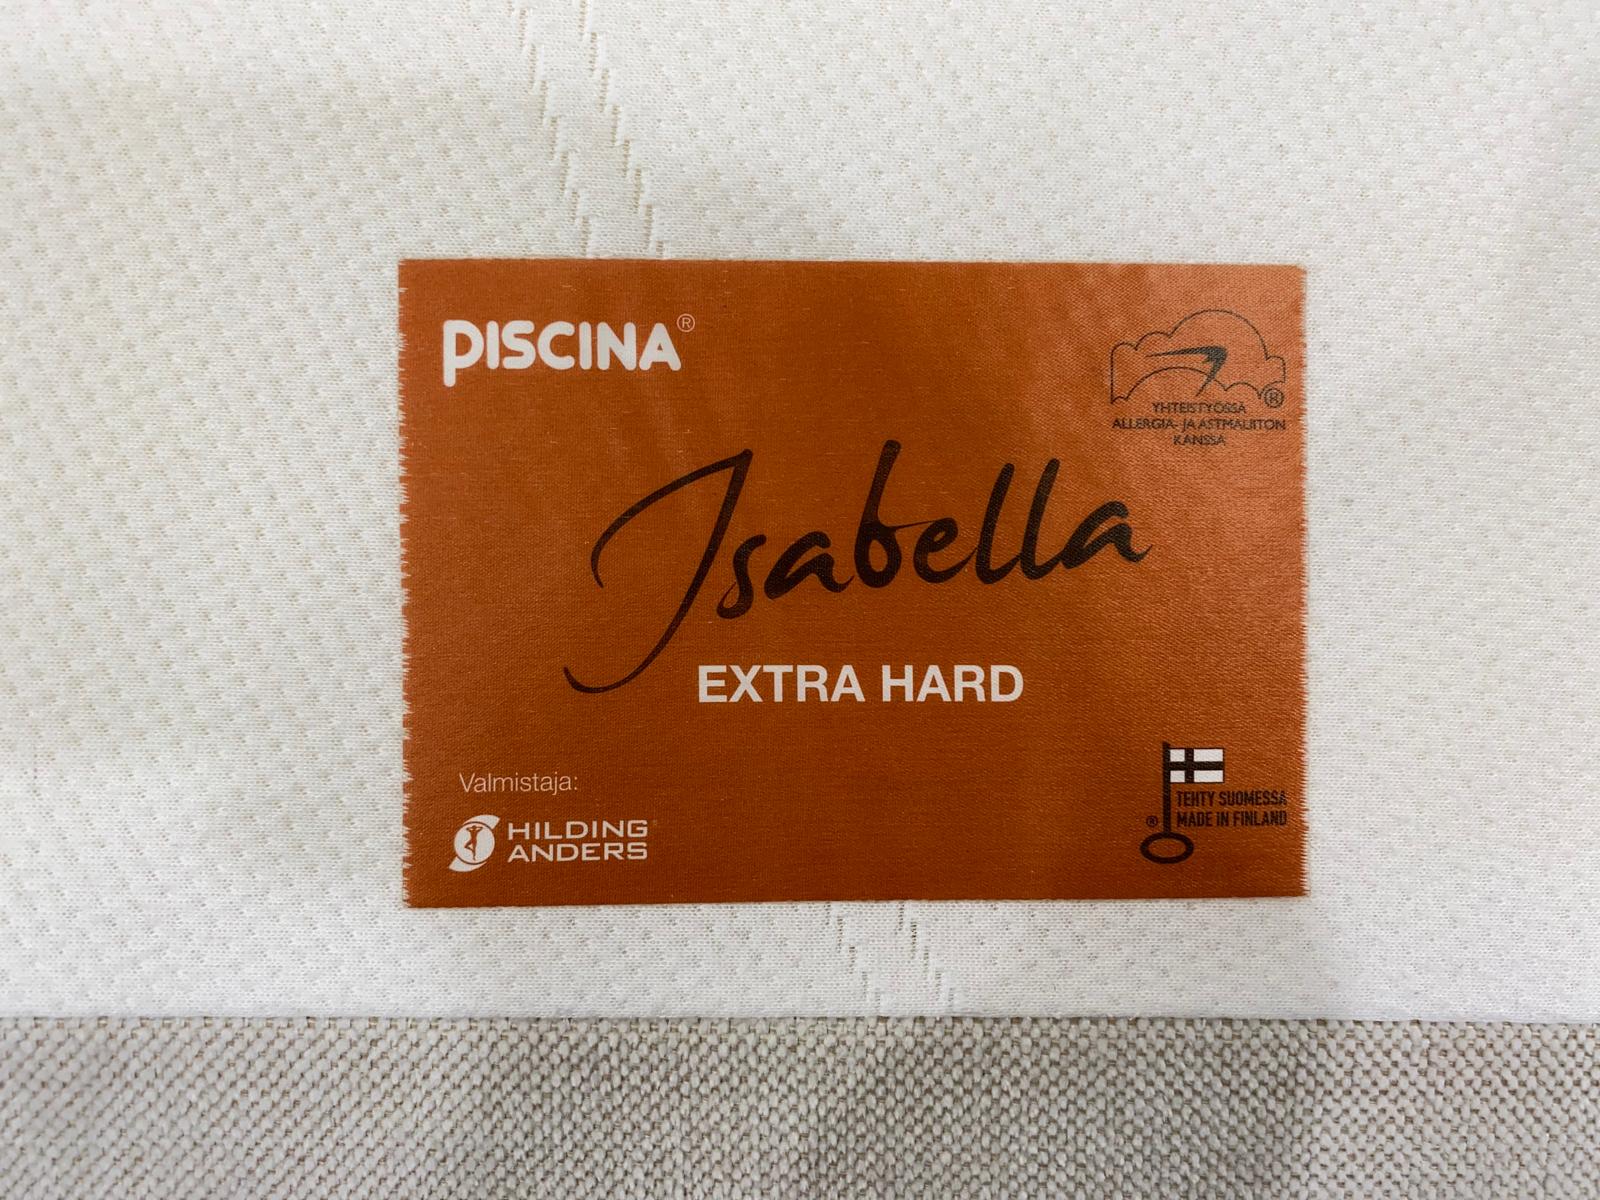 PISCINA®
YHTEISTYÖSSÄ
ALLERGIA- JA ASTMALIITON
KANSSA
®
Isabella
EXTRA HARD
Valmistaja:
HILDING
ANDERS
TEHTY SUOMESSA
® MADE IN FINLAND